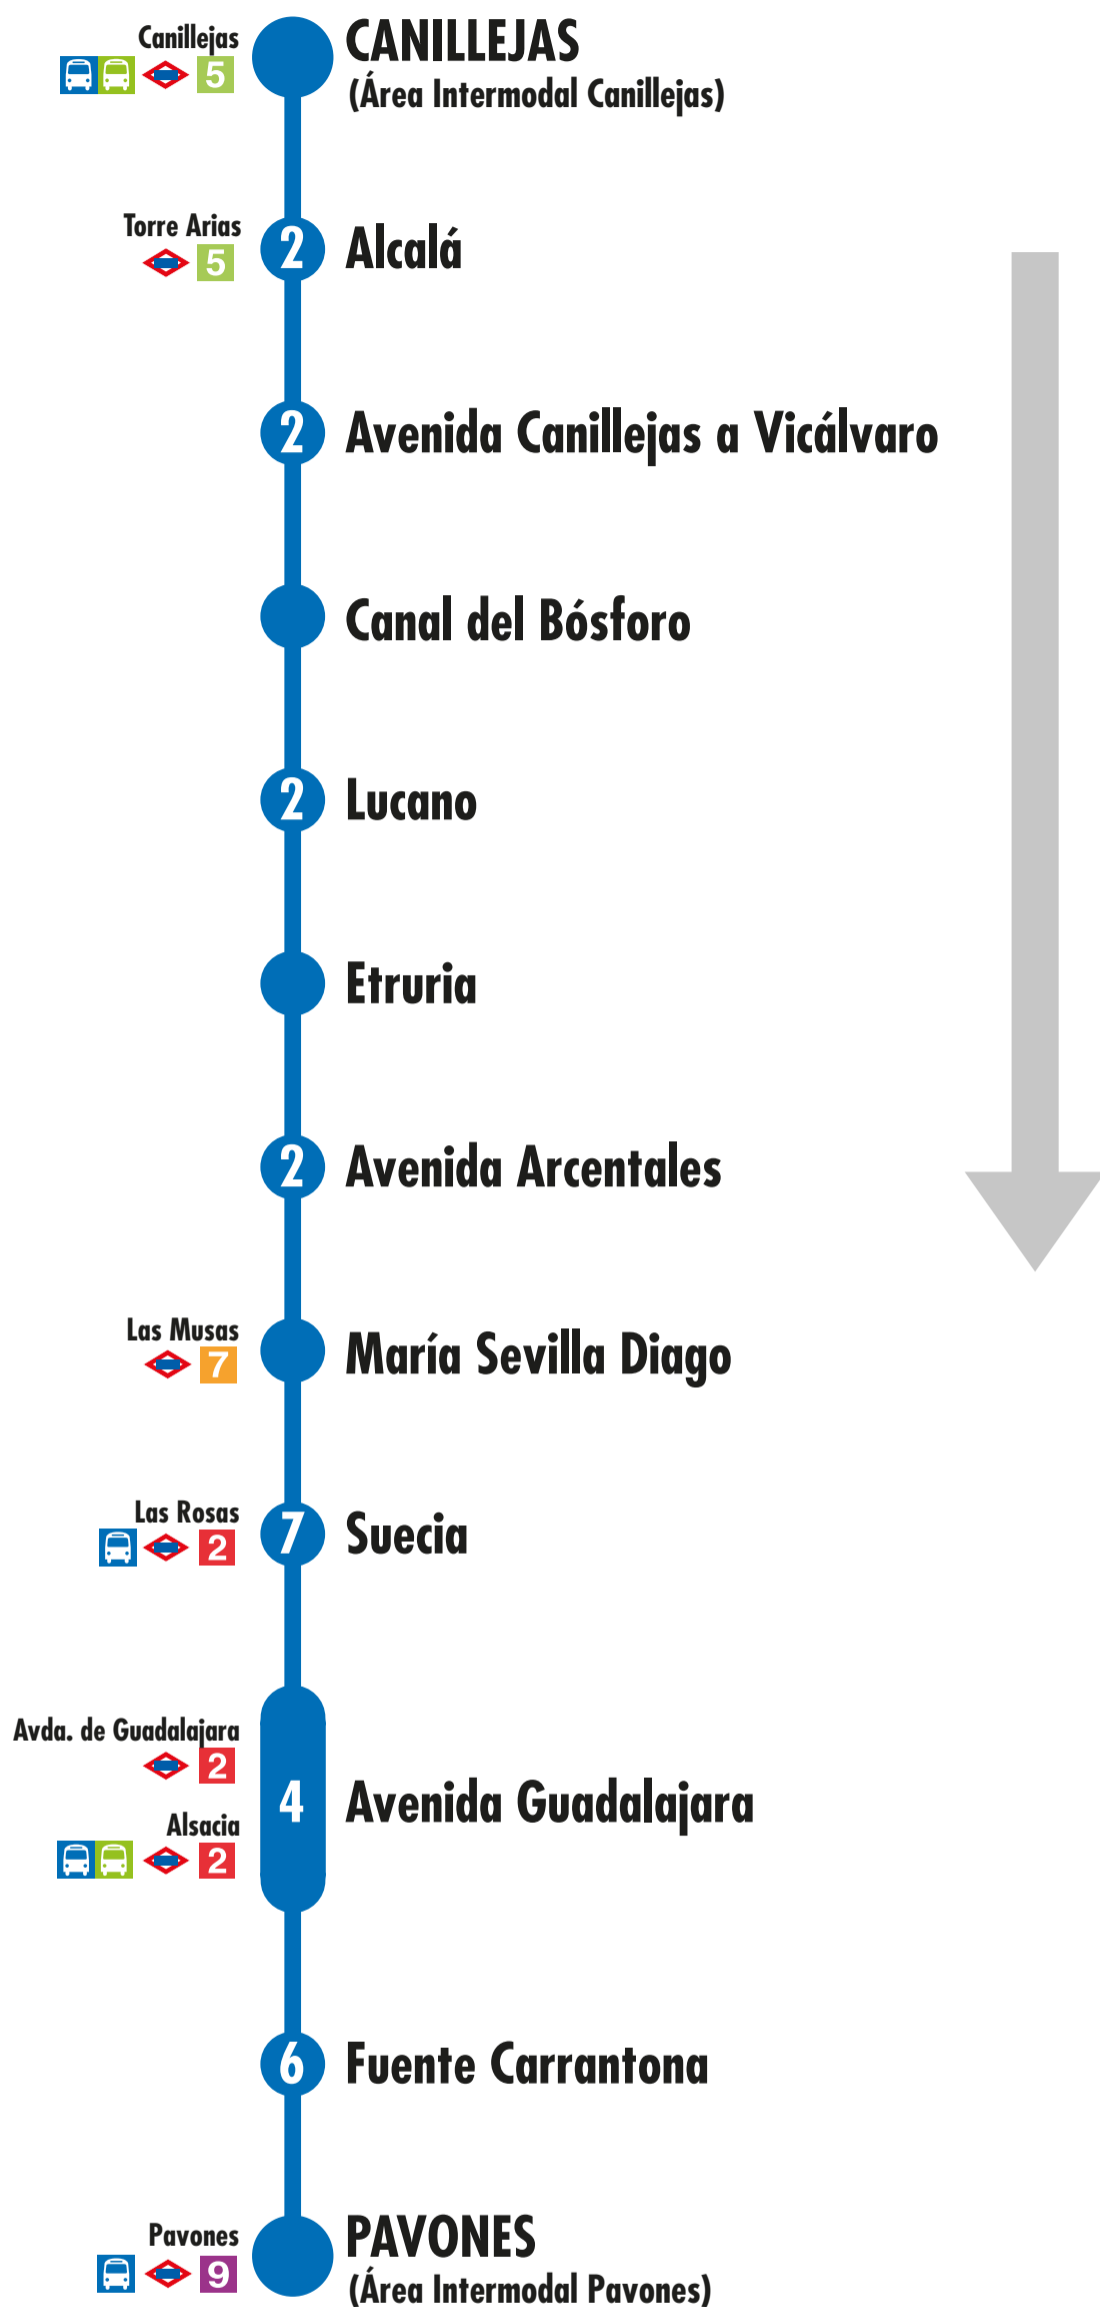 Canillejas
5
CANILLEJAS
(Área Intermodal Canillejas)
Torre Arias
5
2
Alcalá
2
Avenida Canillejas a Vicálvaro
Canal del Bósforo
2
Lucano
Etruria
2
Avenida Arcentales
Las Musas
7
María Sevilla Diago
Las Rosas
2
7
Suecia
Avda. de Guadalajara
2
Alsacia
2
4
Avenida Guadalajara
6
Fuente Carrantona
Pavones
9
PAVONES
(Área Intermodal Pavones)